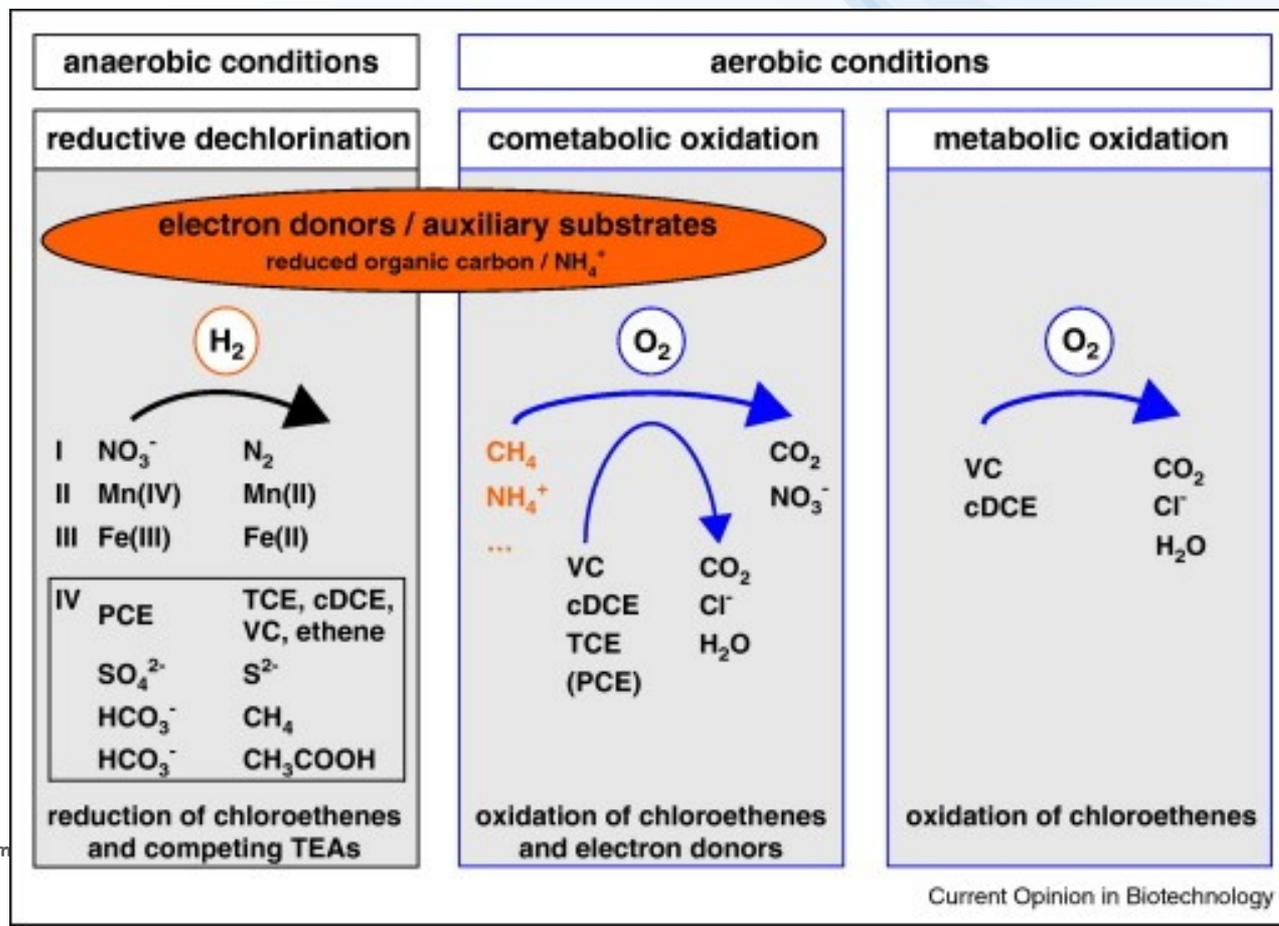 anaerobic conditions
aerobic conditions
reductive dechlorination
cometabolic oxidation
metabolic oxidation
electron donors / auxiliary substrates
reduced organic carbon / NH₄⁺
H₂
I NO₃⁻ N₂
II Mn(IV) Mn(II)
III Fe(III) Fe(II)
IV PCE TCE, cDCE,
VC, ethene
SO₄²⁻ S²⁻
HCO₃⁻ CH₄
HCO₃⁻ CH₃COOH
reduction of chloroethenes
and competing TEAs
O₂
CH₄ CO₂
NH₄⁺ NO₃⁻
...
VC CO₂
cDCE Cl⁻
TCE H₂O
(PCE)
oxidation of chloroethenes
and electron donors
O₂
VC CO₂
cDCE Cl⁻
H₂O
oxidation of chloroethenes
Current Opinion in Biotechnology